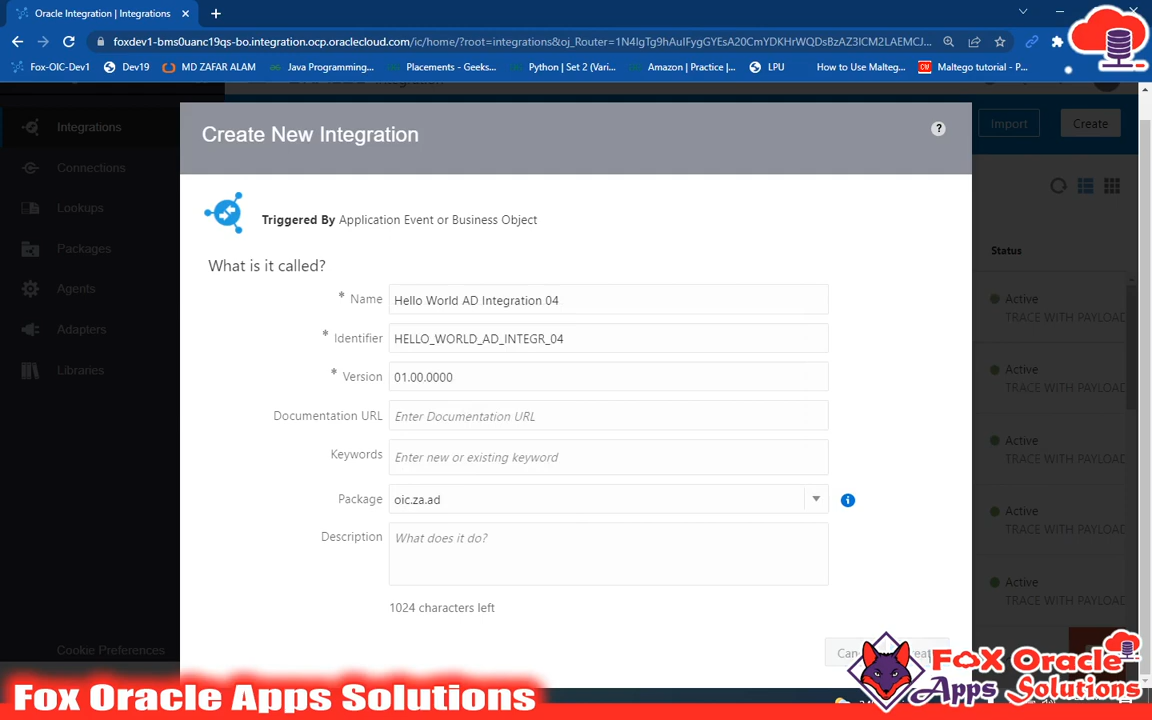 Oracle Integration | Integrations
foxdev1-bms0uanc19qs-bo.integration.ocp.oraclecloud.com/ic/home/?root=integrations&oj_Router=1N4IgTg9hAuIFygGYEsA20CmYDKHrWQDsBzAZ3ICM2LAEMCJ...
Fox-OIC-Dev1 Dev19 MD ZAFAR ALAM Java Programming... Placements - Geeks... Python | Set 2 (Vari... Amazon | Practice |... LPU How to Use Malteg... Maltego tutorial - P...
Integrations
Connections
Lookups
Packages
Agents
Adapters
Libraries
Cookie Preferences
Create New Integration
?
Import Create
Triggered By Application Event or Business Object
What is it called?
* Name Hello World AD Integration 04
* Identifier HELLO_WORLD_AD_INTEGR_04
* Version 01.00.0000
Documentation URL Enter Documentation URL
Keywords Enter new or existing keyword
Package oic.za.ad
Description What does it do?
1024 characters left
Status
Active
TRACE WITH PAYLOAD
Active
TRACE WITH PAYLOAD
Active
TRACE WITH PAYLOAD
Active
TRACE WITH PAYLOAD
Active
TRACE WITH PAYLOAD
Fox Oracle Apps Solutions
FOX Oracle
Apps Solutions